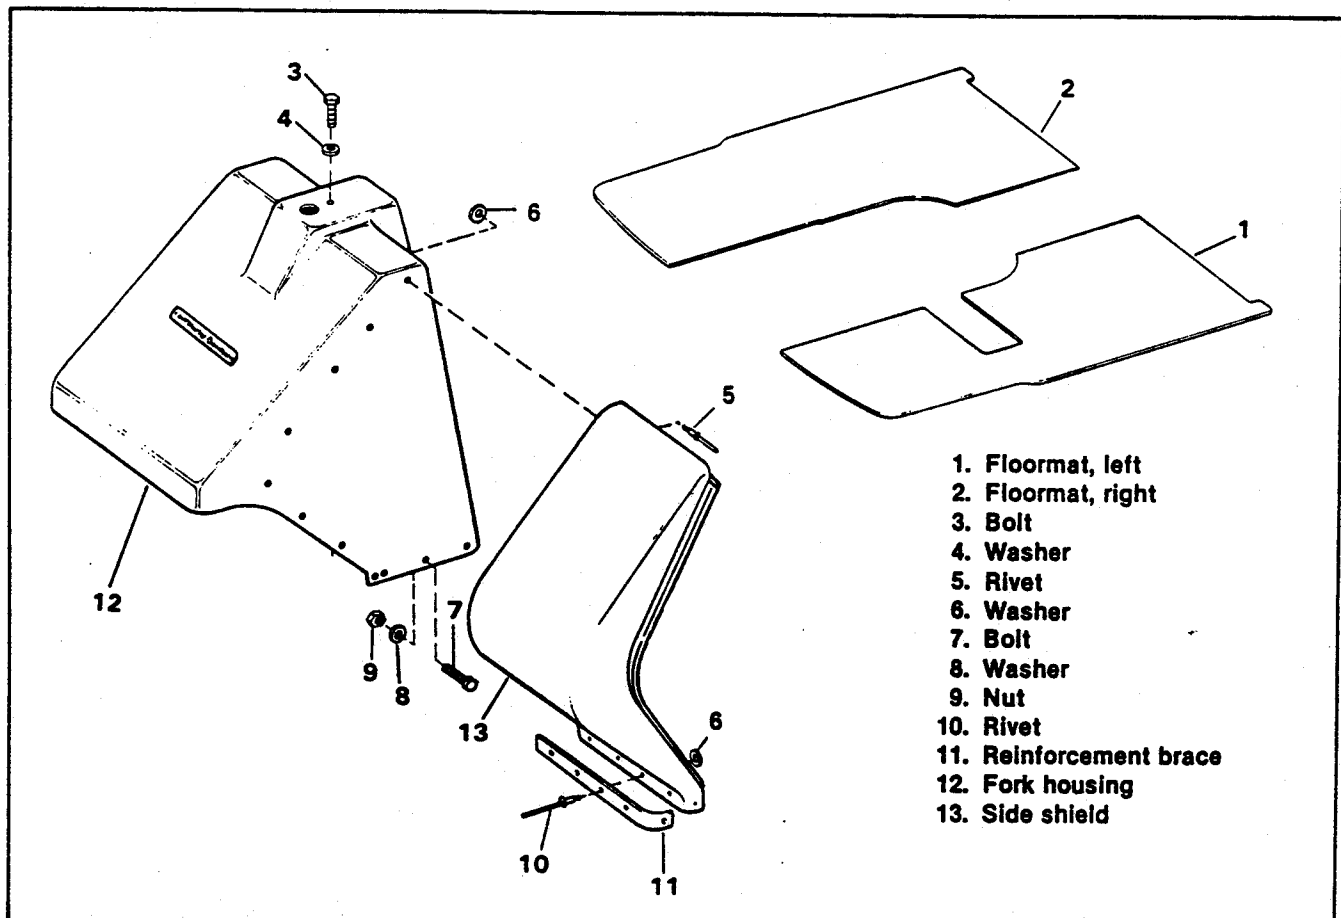 3
4
6
2
1
5
12
9
8
7
13
6
10
11
1. Floormat, left
2. Floormat, right
3. Bolt
4. Washer
5. Rivet
6. Washer
7. Bolt
8. Washer
9. Nut
10. Rivet
11. Reinforcement brace
12. Fork housing
13. Side shield